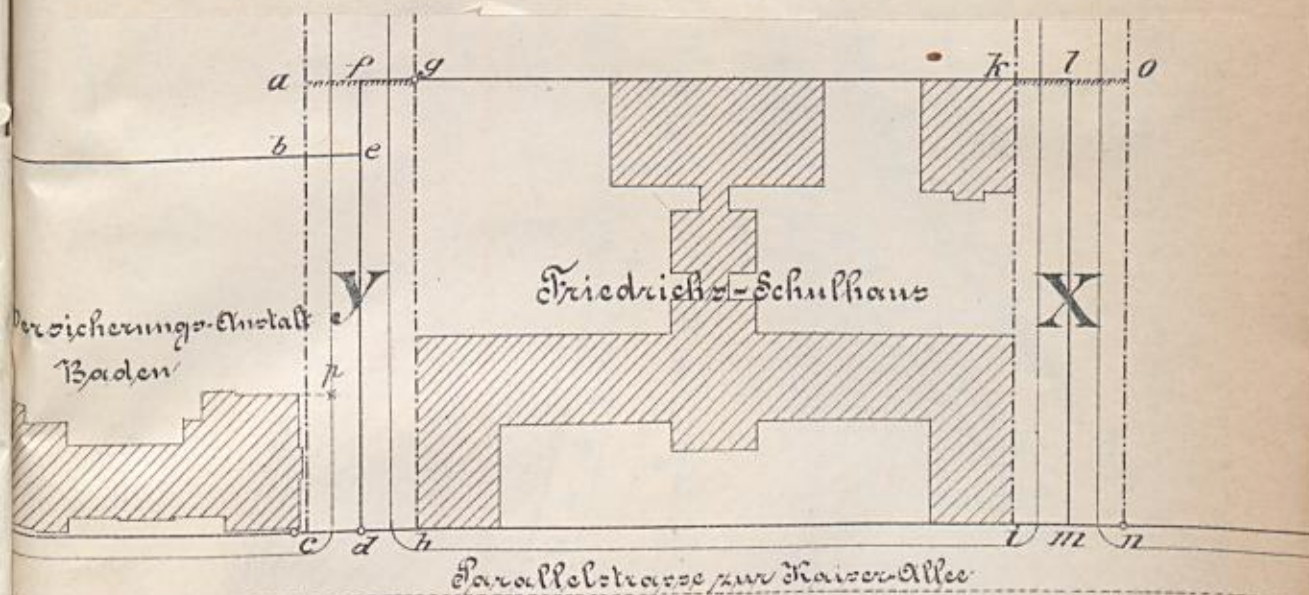 a f g k l o
b e
Y Friedrichs-Schulhaus X
Versicherungs-Anstalt e
Baden p
c d h i m n
Parallelstrasse zur Kaiser-Allee